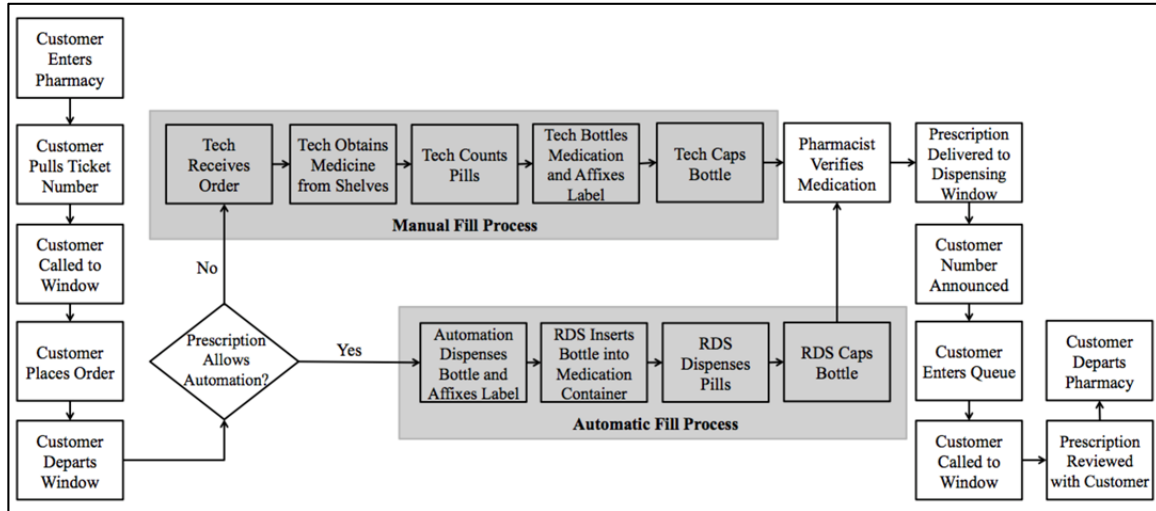 Customer
Enters
Pharmacy
Customer
Pulls Ticket
Number
Customer
Called to
Window
Customer
Places Order
Customer
Departs
Window
Prescription
Allows
Automation?
No
Yes
Tech
Receives
Order
Tech Obtains
Medicine
from Shelves
Tech Counts
Pills
Tech Bottles
Medication
and Affixes
Label
Tech Caps
Bottle
Manual Fill Process
Automation
Dispenses
Bottle and
Affixes Label
RDS Inserts
Bottle into
Medication
Container
RDS
Dispenses
Pills
RDS Caps
Bottle
Automatic Fill Process
Pharmacist
Verifies
Medication
Prescription
Delivered to
Dispensing
Window
Customer
Number
Announced
Customer
Enters Queue
Customer
Called to
Window
Prescription
Reviewed
with Customer
Customer
Departs
Pharmacy